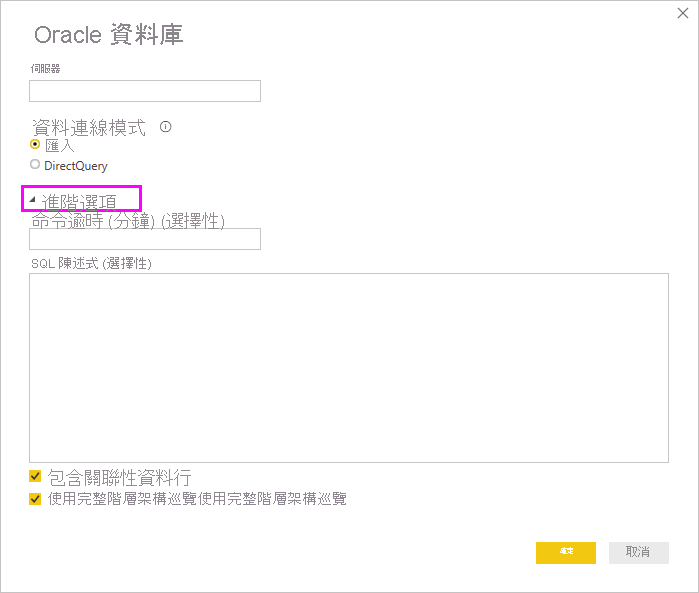 Oracle 資料庫
伺服器
資料連線模式
匯入
DirectQuery
進階選項
命令逾時 (分鐘) (選擇性)
SQL 陳述式 (選擇性)
包含關聯性資料行
使用完整階層架構巡覽使用完整階層架構巡覽
確定
取消